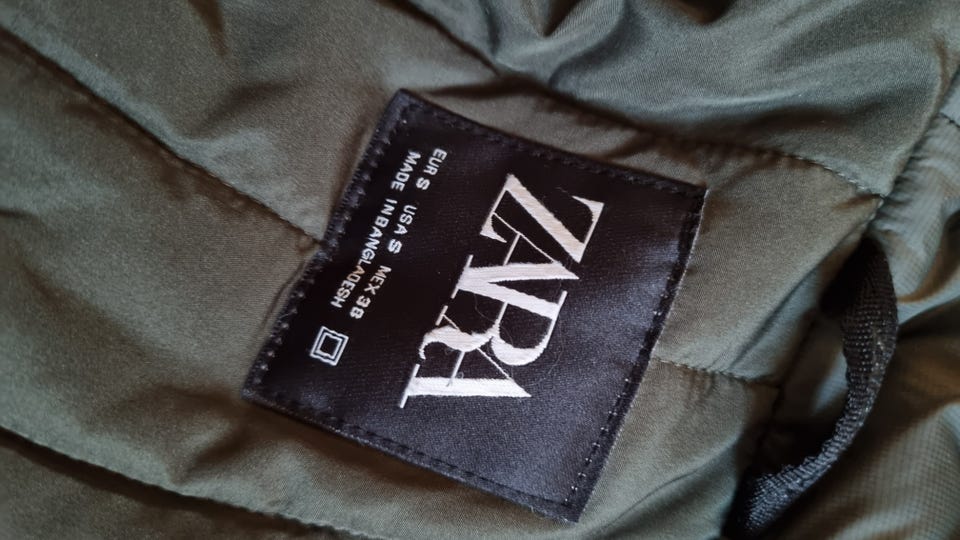 ZARA
EUR S USA S MEX 38
MADE IN BANGLADESH